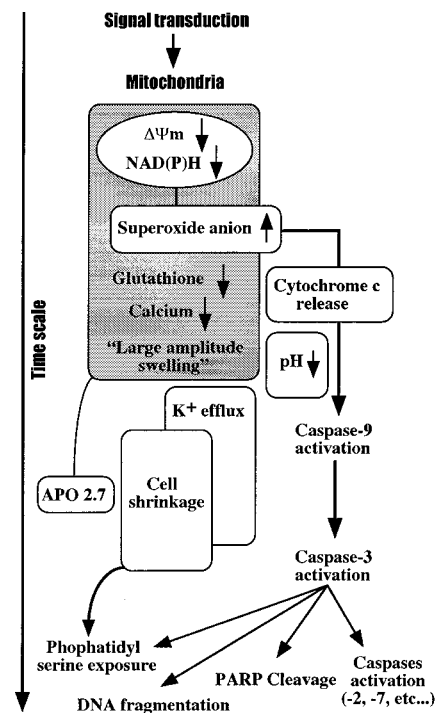 Signal transduction
Mitochondria
ΔΨm
NAD(P)H
Superoxide anion
Glutathione
Calcium
"Large amplitude
swelling"
Cytochrome c
release
pH
Time scale
K+ efflux
Caspase-9
activation
APO 2.7
Cell
shrinkage
Caspase-3
activation
Phophatidyl
serine exposure
DNA fragmentation
PARP Cleavage
Caspases
activation
(-2, -7, etc...)